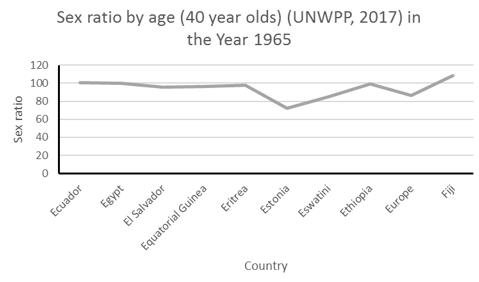 Sex ratio by age (40 year olds) (UNWPP, 2017) in
the Year 1965
120
100
80
60
40
20
0
Sex ratio
Ecuador
Egypt
El Salvador
Equatorial Guinea
Eritrea
Estonia
Eswatini
Ethiopia
Europe
Fiji
Country